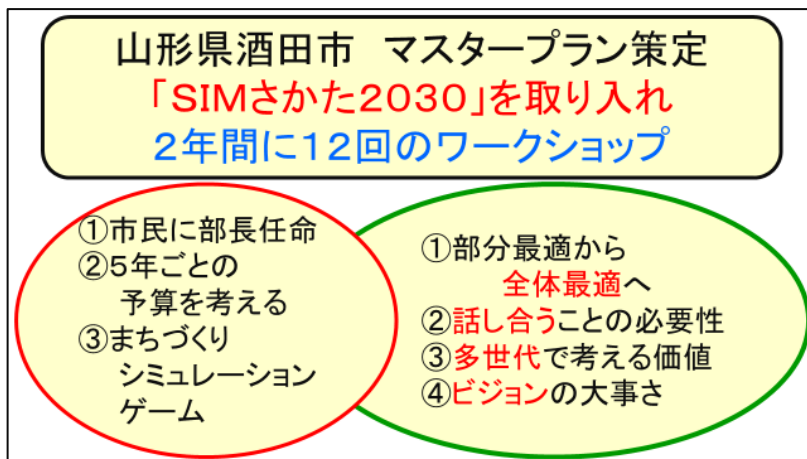 山形県酒田市　マスタープラン策定
「SIMさかた２０３０」を取り入れ
２年間に１２回のワークショップ
①市民に部長任命
②５年ごとの
予算を考える
③まちづくり
シミュレーション
ゲーム
①部分最適から
全体最適へ
②話し合うことの必要性
③多世代で考える価値
④ビジョンの大事さ